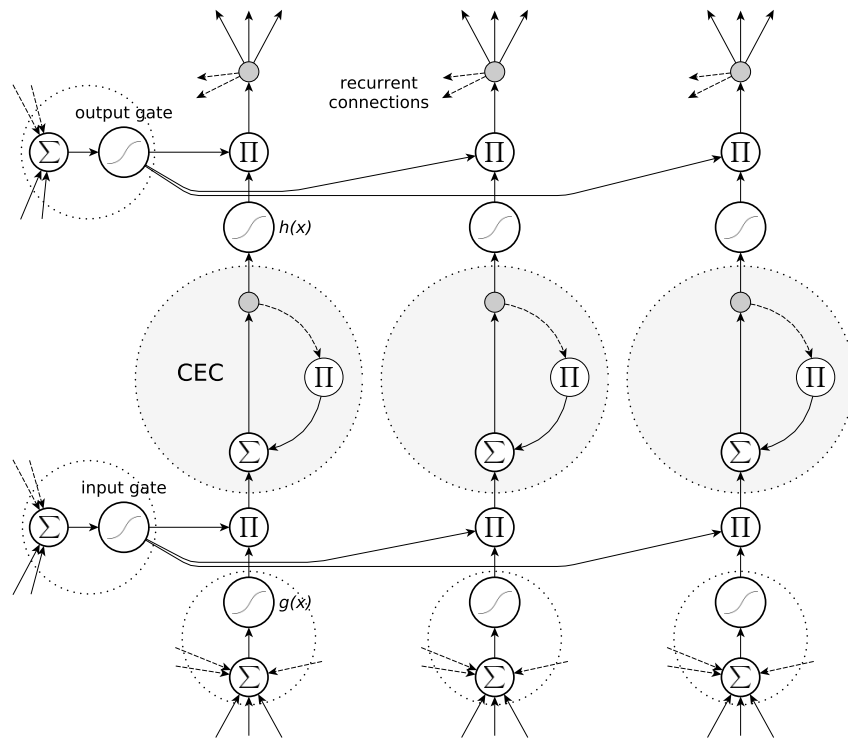 recurrent
connections
output gate
Σ Π Π Π
h(x)
CEC
Π Π Π
Σ Σ Σ
input gate
Σ Π Π Π
g(x)
Σ Σ Σ